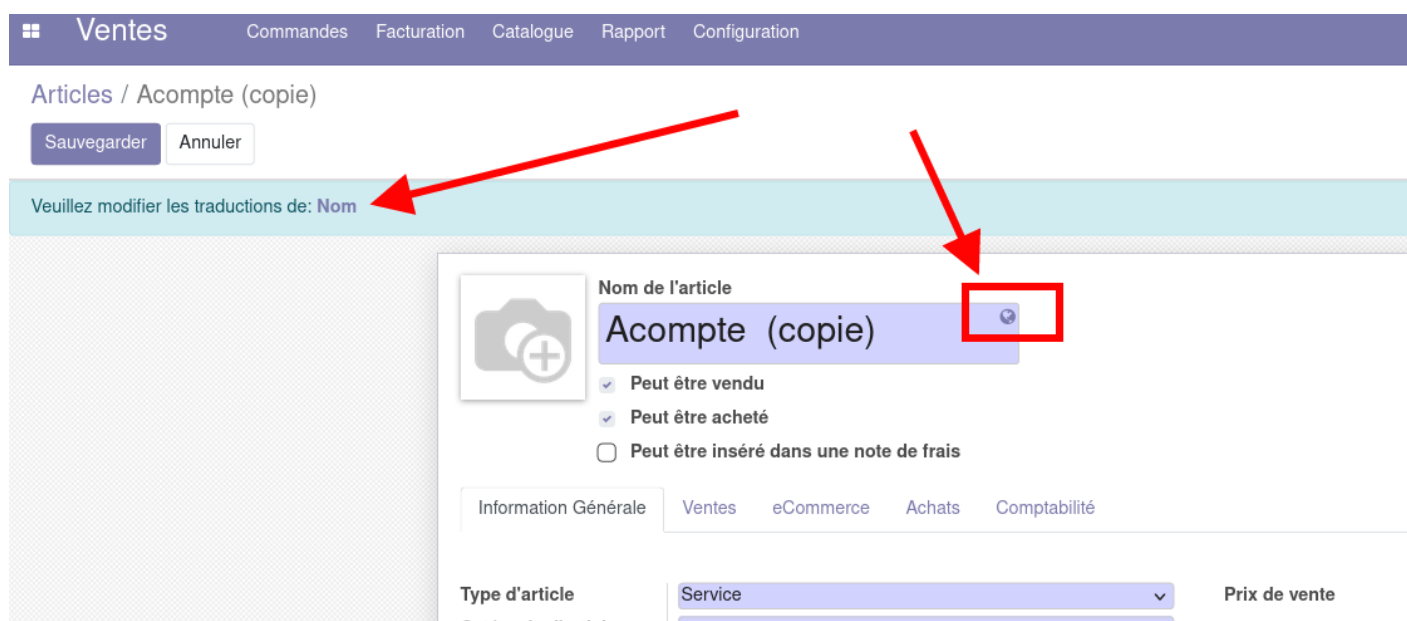 Ventes Commandes Facturation Catalogue Rapport Configuration
Articles / Acompte (copie)
Sauvegarder Annuler
Veuillez modifier les traductions de: Nom
Nom de l'article
Acompte (copie)
Peut être vendu
Peut être acheté
Peut être inséré dans une note de frais
Information Générale Ventes eCommerce Achats Comptabilité
Type d'article Service Prix de vente